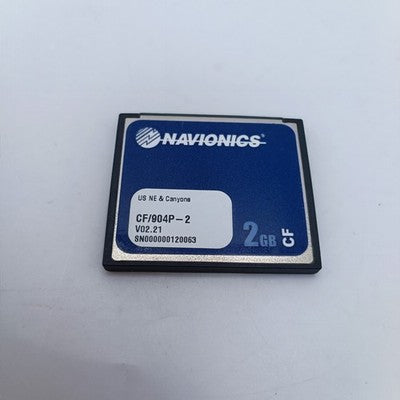 NAVIONICS®
US NE & Canyons
CF/904P-2
V02.21
SN000000120063
2GB
CF